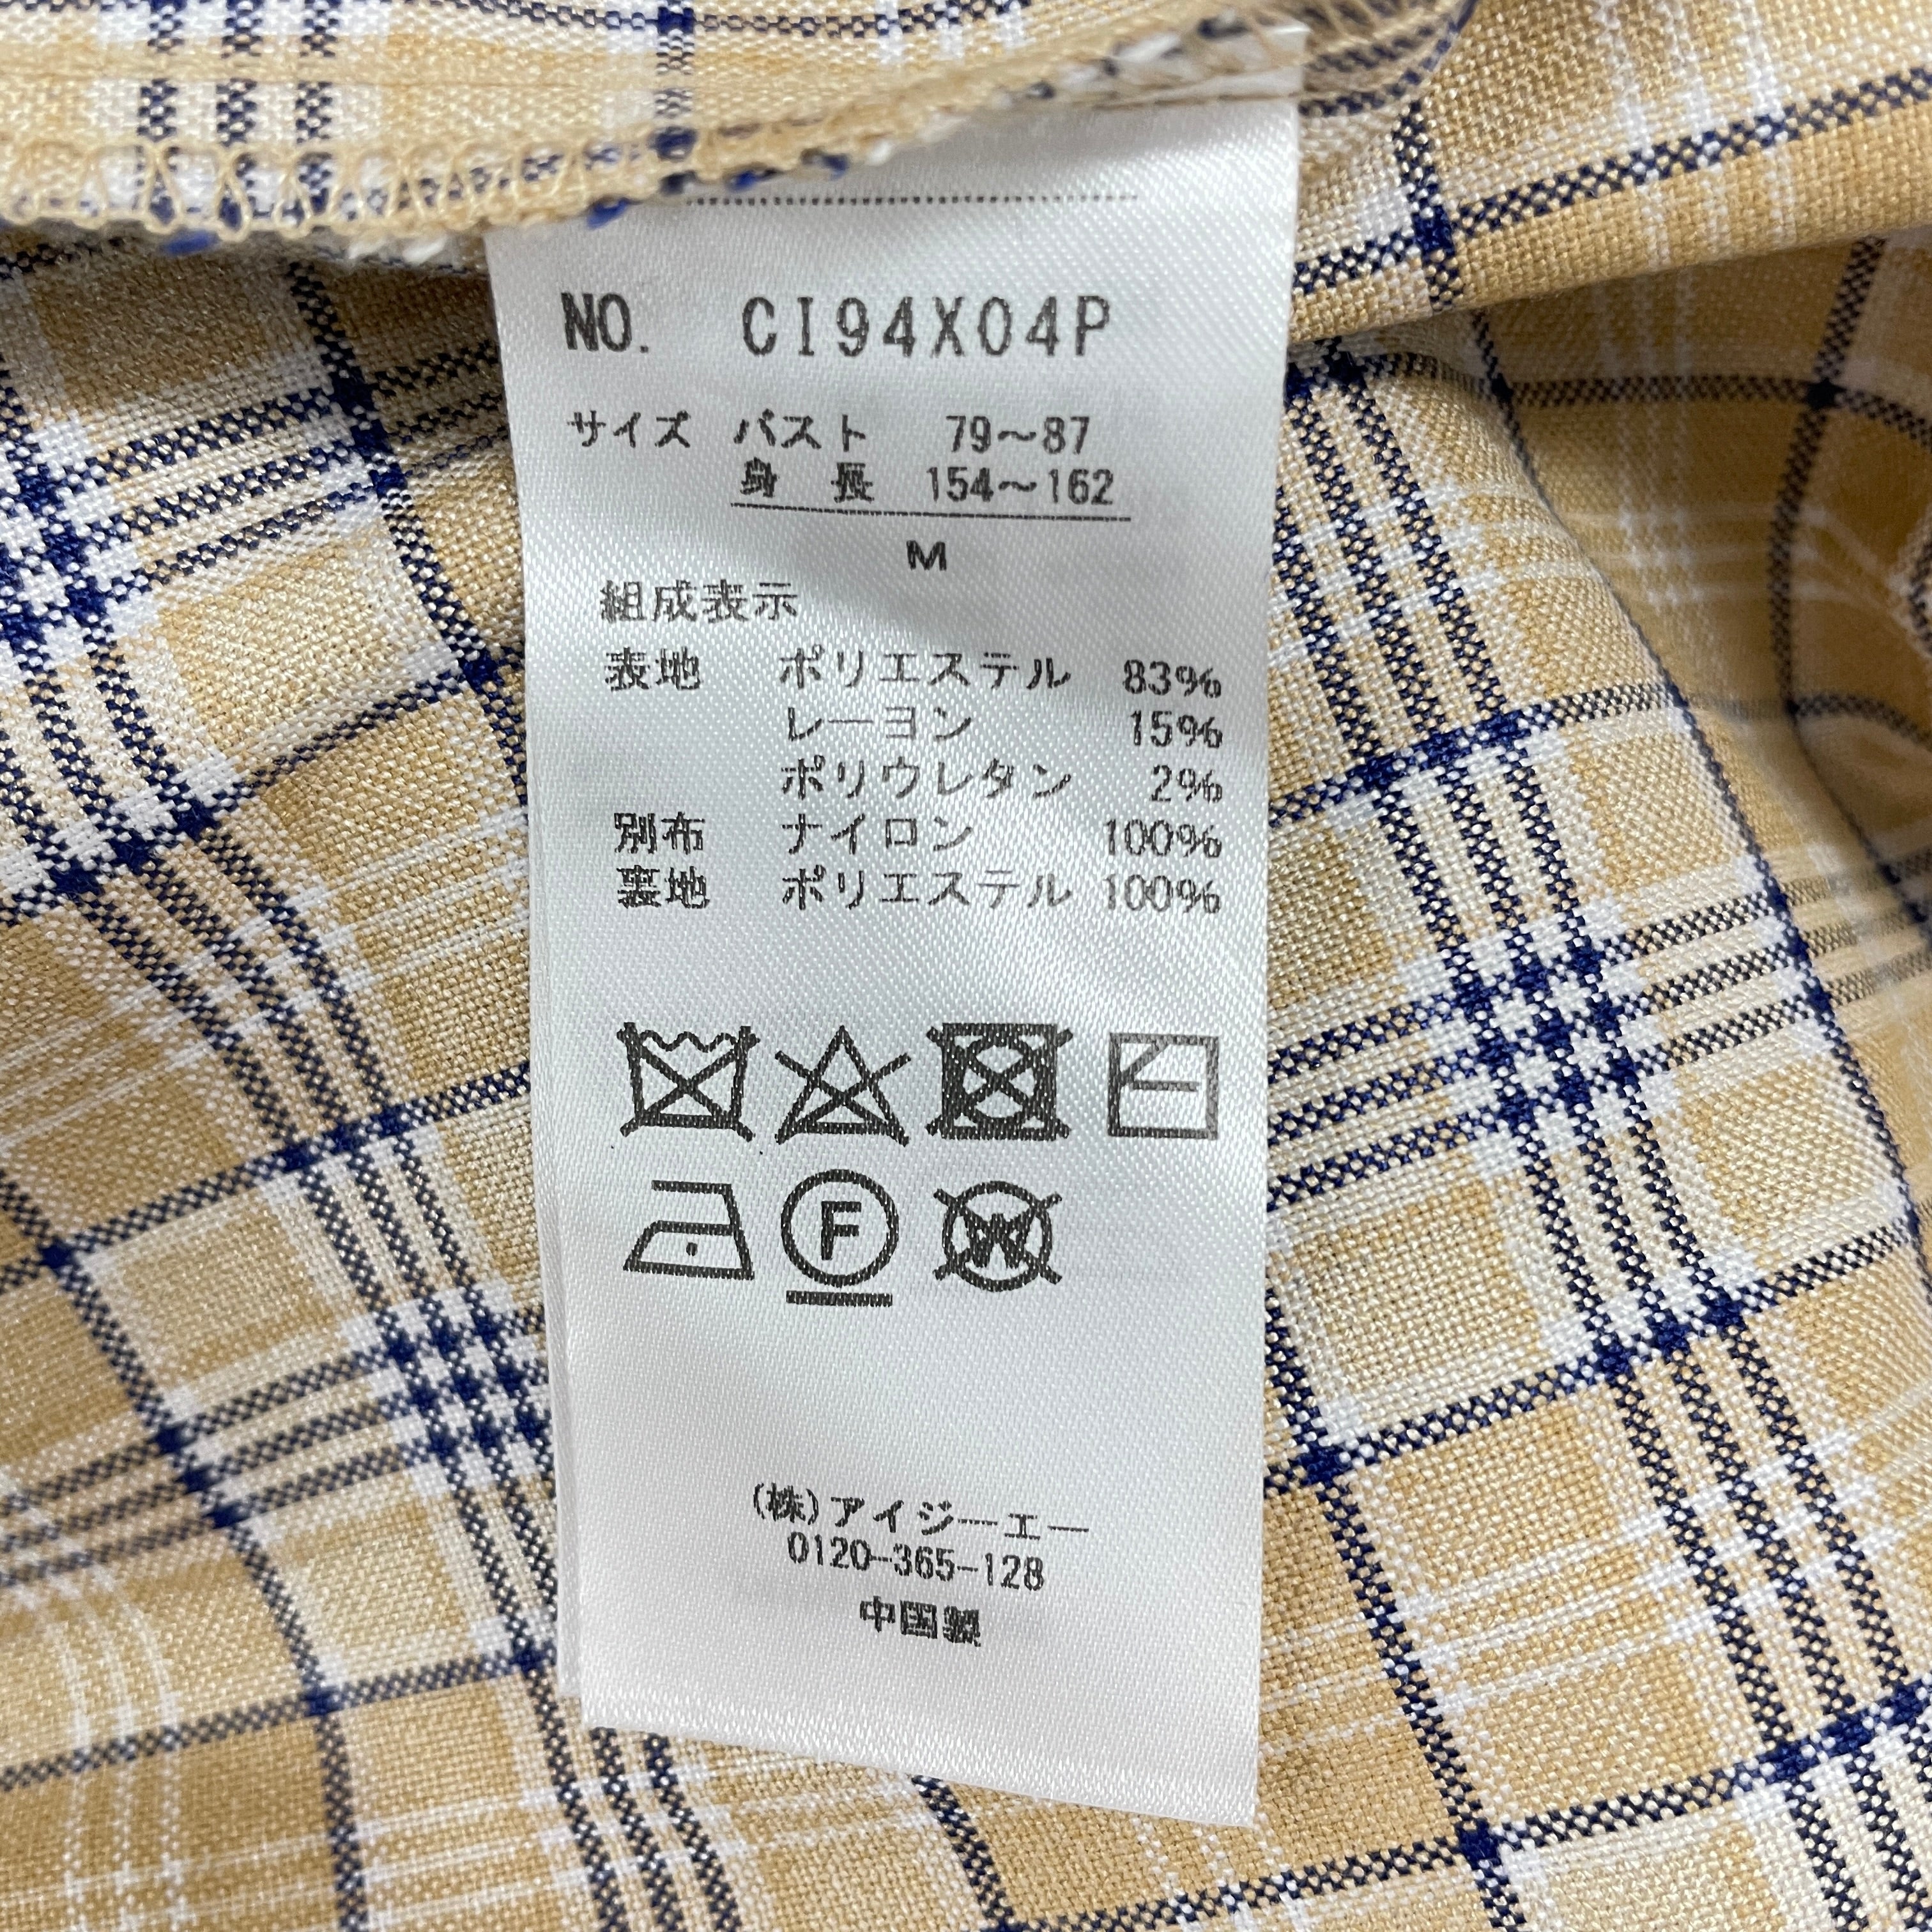 NO. CI94X04P
サイズ バスト 79～87
身長 154～162
M
組成表示
表地 ポリエステル 83%
レーヨン 15%
ポリウレタン 2%
別布 ナイロン 100%
裏地 ポリエステル 100%
F
W
(株)アイジーエー
0120-365-128
中国製